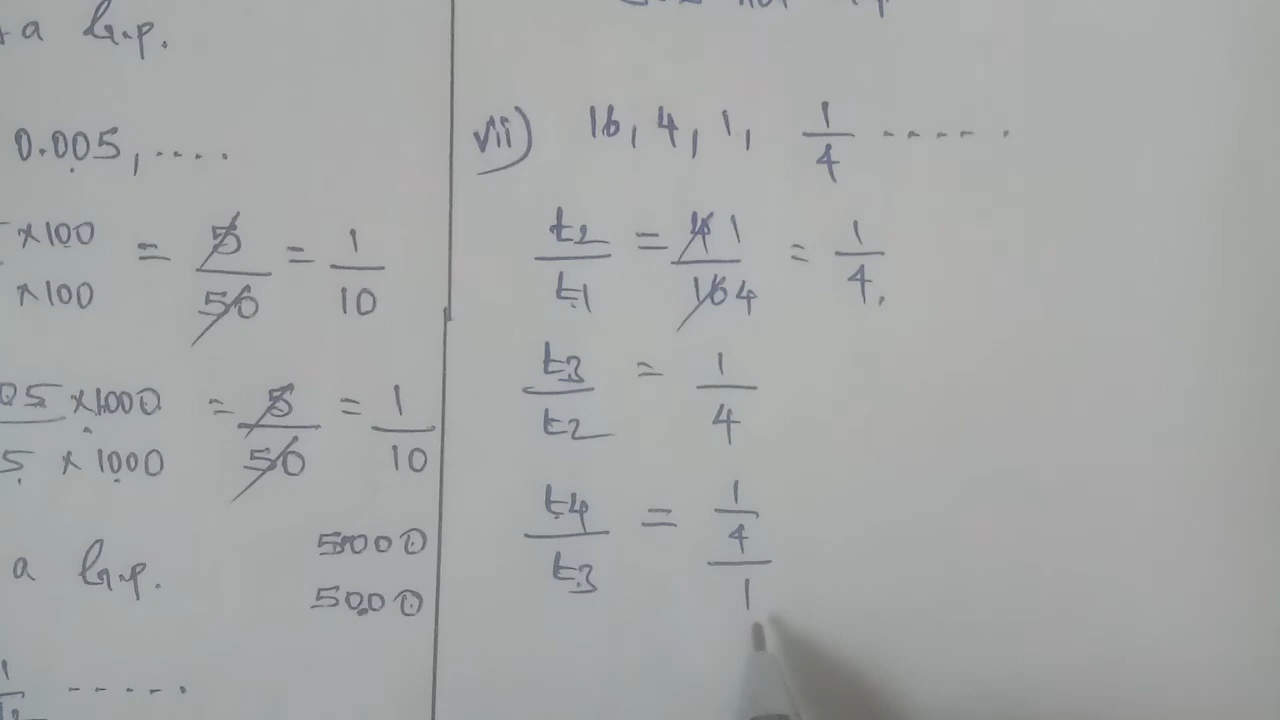 a G.P.
0.005, ....
×100 / ×100 = 5/50 = 1/10
05 ×1000 / 5 ×1000 = 5/50 = 1/10
5000
5000
a G.P.
.....
vii) 16, 4, 1, 1/4 ......
t2/t1 = 4 1/16 4 = 1/4.
t3/t2 = 1/4
t4/t3 = 1/4/1